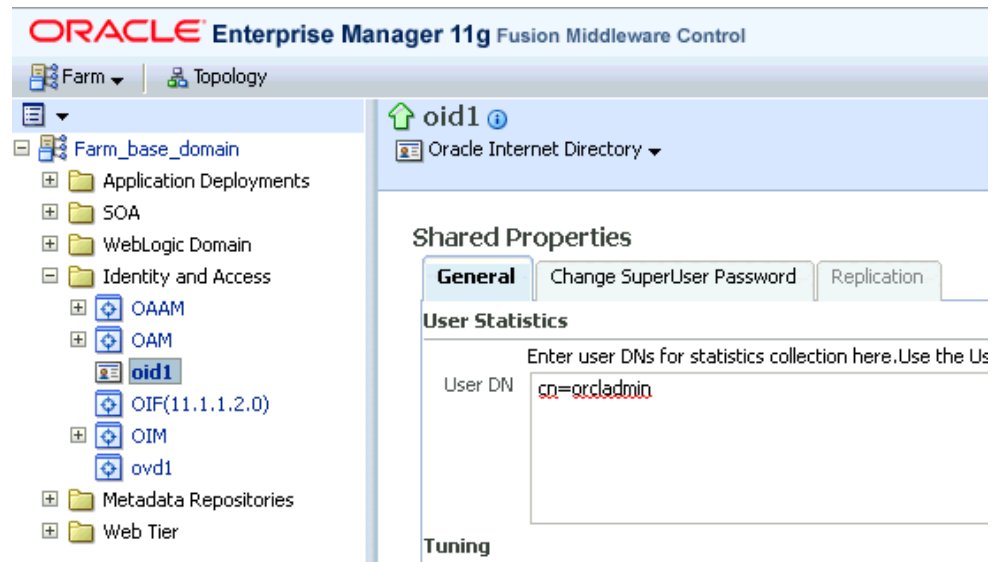 ORACLE Enterprise Manager 11g Fusion Middleware Control
Farm Topology
Farm_base_domain
Application Deployments
SOA
WebLogic Domain
Identity and Access
OAAM
OAM
oid1
OIF(11.1.1.2.0)
OIM
ovd1
Metadata Repositories
Web Tier
oid1
Oracle Internet Directory
Shared Properties
General Change SuperUser Password Replication
User Statistics
Enter user DNs for statistics collection here.Use the Us
User DN cn=orcladmin
Tuning